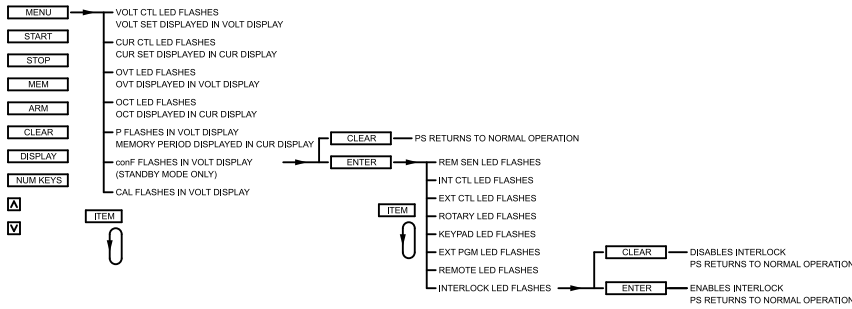 MENU
START
STOP
MEM
ARM
CLEAR
DISPLAY
NUM KEYS
VOLT CTL LED FLASHES
VOLT SET DISPLAYED IN VOLT DISPLAY
CUR CTL LED FLASHES
CUR SET DISPLAYED IN CUR DISPLAY
OVT LED FLASHES
OVT DISPLAYED IN VOLT DISPLAY
OCT LED FLASHES
OCT DISPLAYED IN CUR DISPLAY
P FLASHES IN VOLT DISPLAY
MEMORY PERIOD DISPLAYED IN CUR DISPLAY
conF FLASHES IN VOLT DISPLAY
(STANDBY MODE ONLY)
CAL FLASHES IN VOLT DISPLAY
ITEM
CLEAR
PS RETURNS TO NORMAL OPERATION
ENTER
REM SEN LED FLASHES
INT CTL LED FLASHES
EXT CTL LED FLASHES
ROTARY LED FLASHES
KEYPAD LED FLASHES
EXT PGM LED FLASHES
REMOTE LED FLASHES
INTERLOCK LED FLASHES
ITEM
CLEAR
DISABLES INTERLOCK
PS RETURNS TO NORMAL OPERATION
ENTER
ENABLES INTERLOCK
PS RETURNS TO NORMAL OPERATION